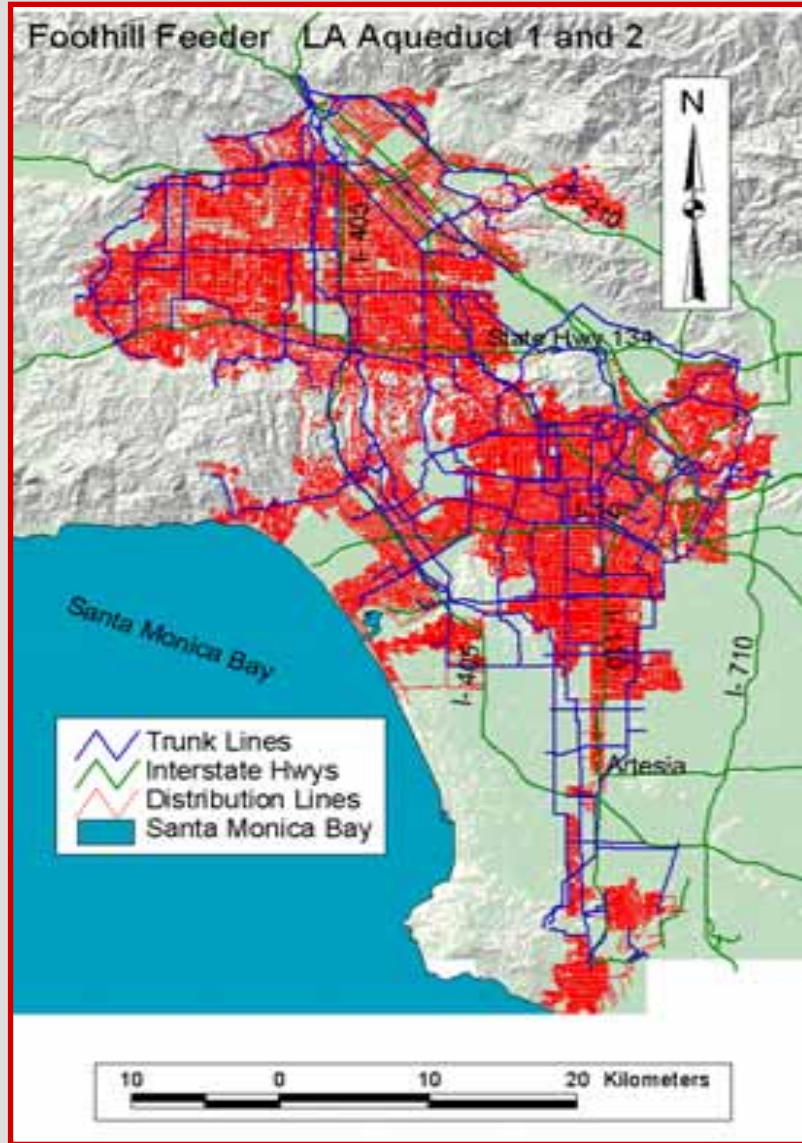 Foothill Feeder LA Aqueduct 1 and 2
N
I-210
I-405
State Hwy 134
I-10
I-110
Santa Monica Bay
I-405
I-710
Artesia
Trunk Lines
Interstate Hwys
Distribution Lines
Santa Monica Bay
10 0 10 20 Kilometers